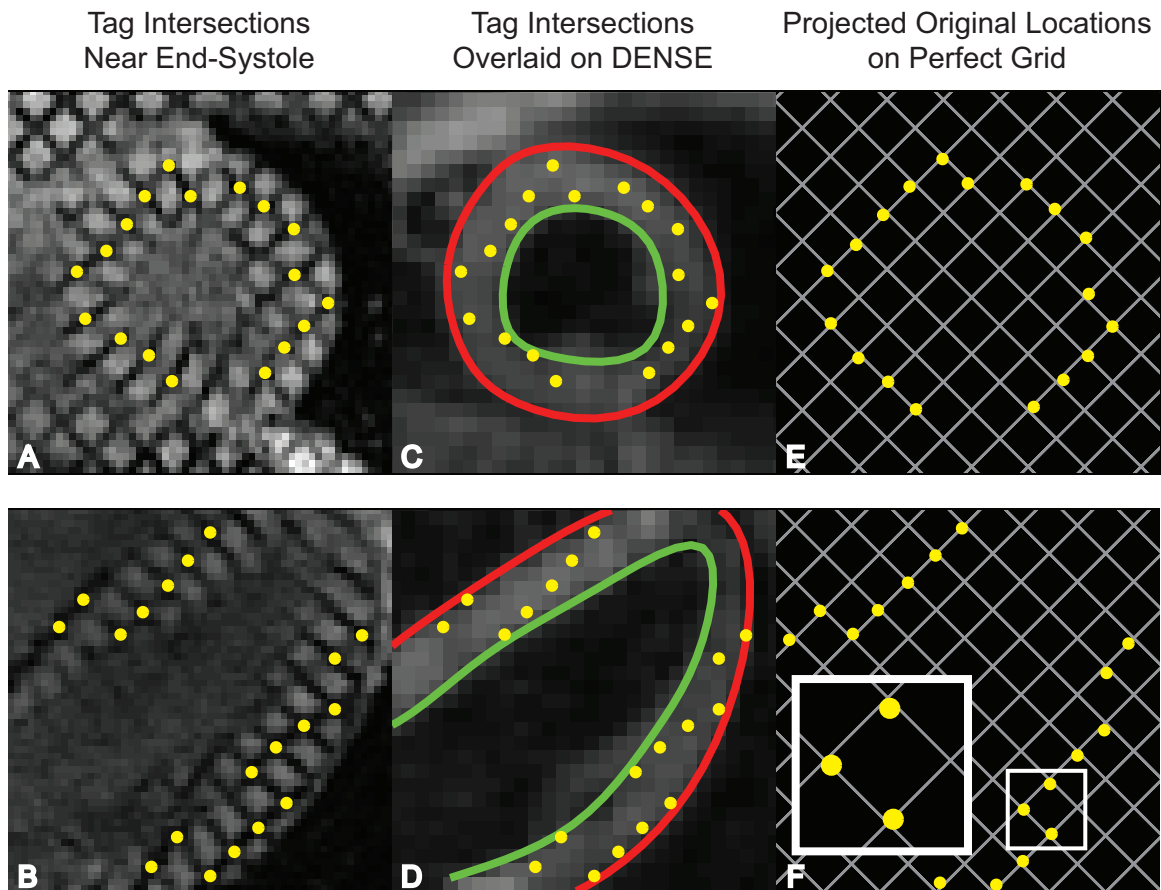 Tag Intersections
Near End-Systole
Tag Intersections
Overlaid on DENSE
Projected Original Locations
on Perfect Grid
A
C
E
B
D
F